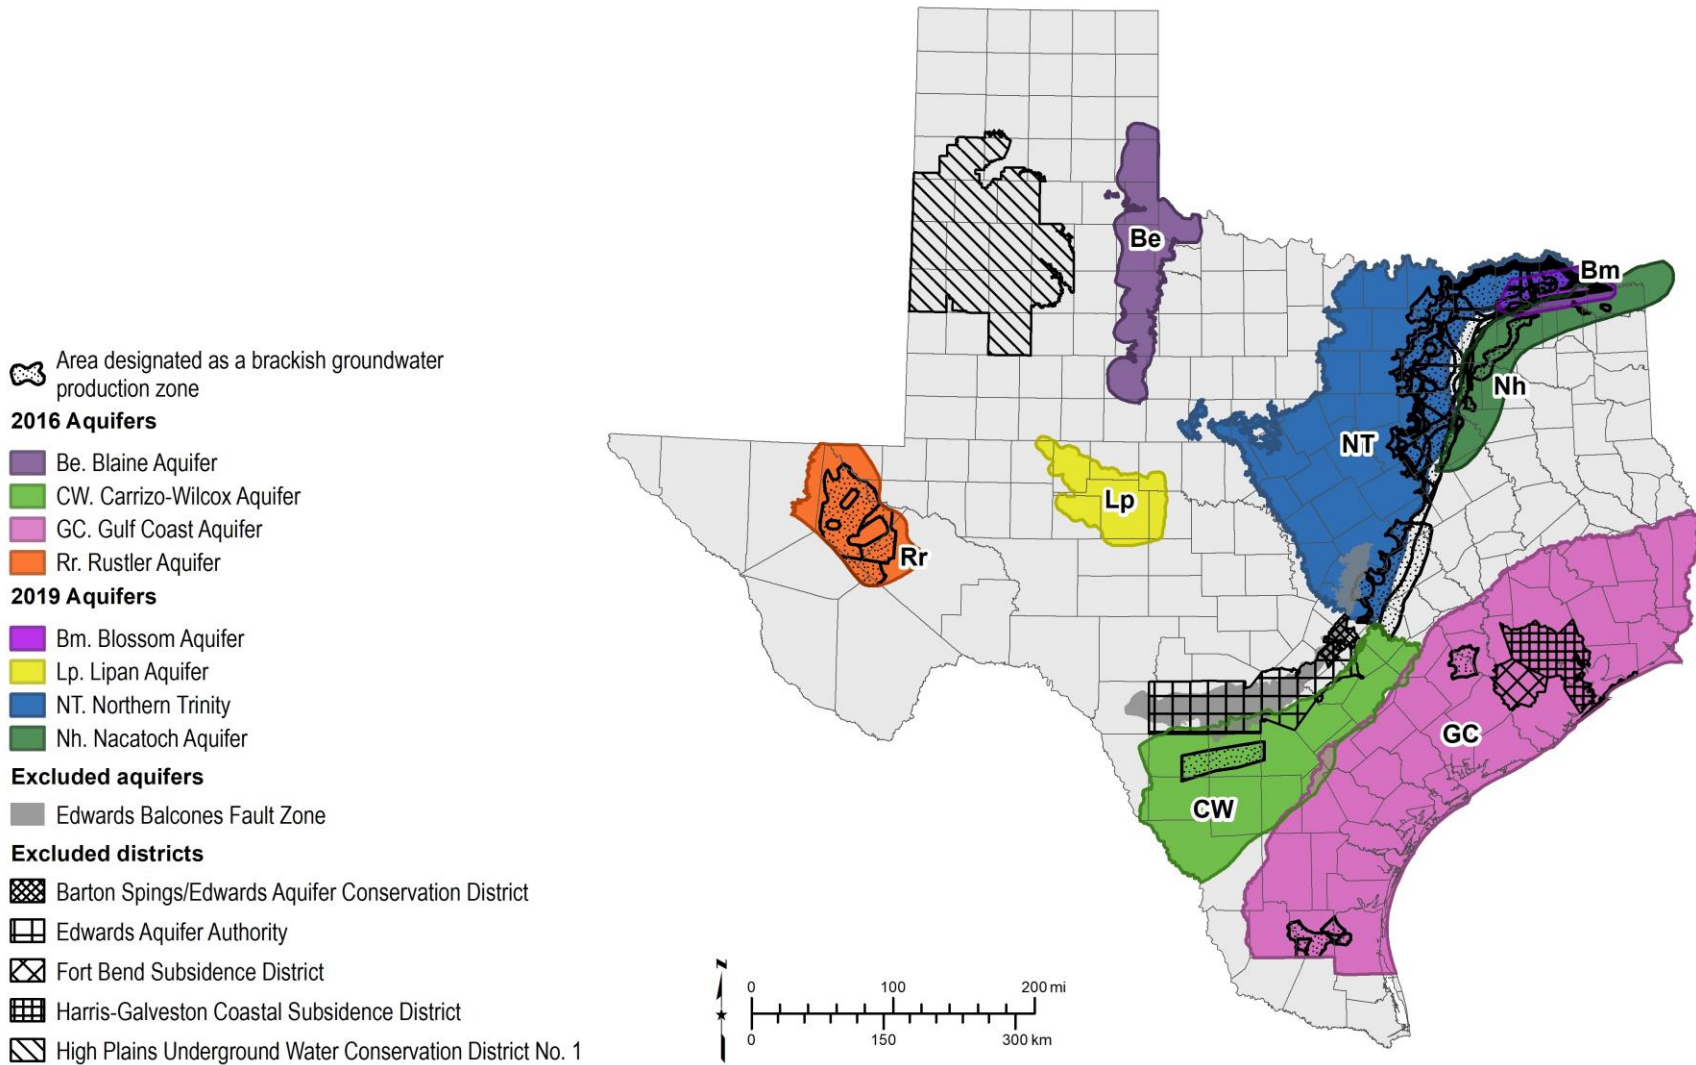 Area designated as a brackish groundwater
production zone
2016 Aquifers
Be. Blaine Aquifer
CW. Carrizo-Wilcox Aquifer
GC. Gulf Coast Aquifer
Rr. Rustler Aquifer
2019 Aquifers
Bm. Blossom Aquifer
Lp. Lipan Aquifer
NT. Northern Trinity
Nh. Nacatoch Aquifer
Excluded aquifers
Edwards Balcones Fault Zone
Excluded districts
Barton Spings/Edwards Aquifer Conservation District
Edwards Aquifer Authority
Fort Bend Subsidence District
Harris-Galveston Coastal Subsidence District
High Plains Underground Water Conservation District No. 1
Be
Bm
Nh
NT
Lp
Rr
GC
CW
N
0 100 200 mi
0 150 300 km